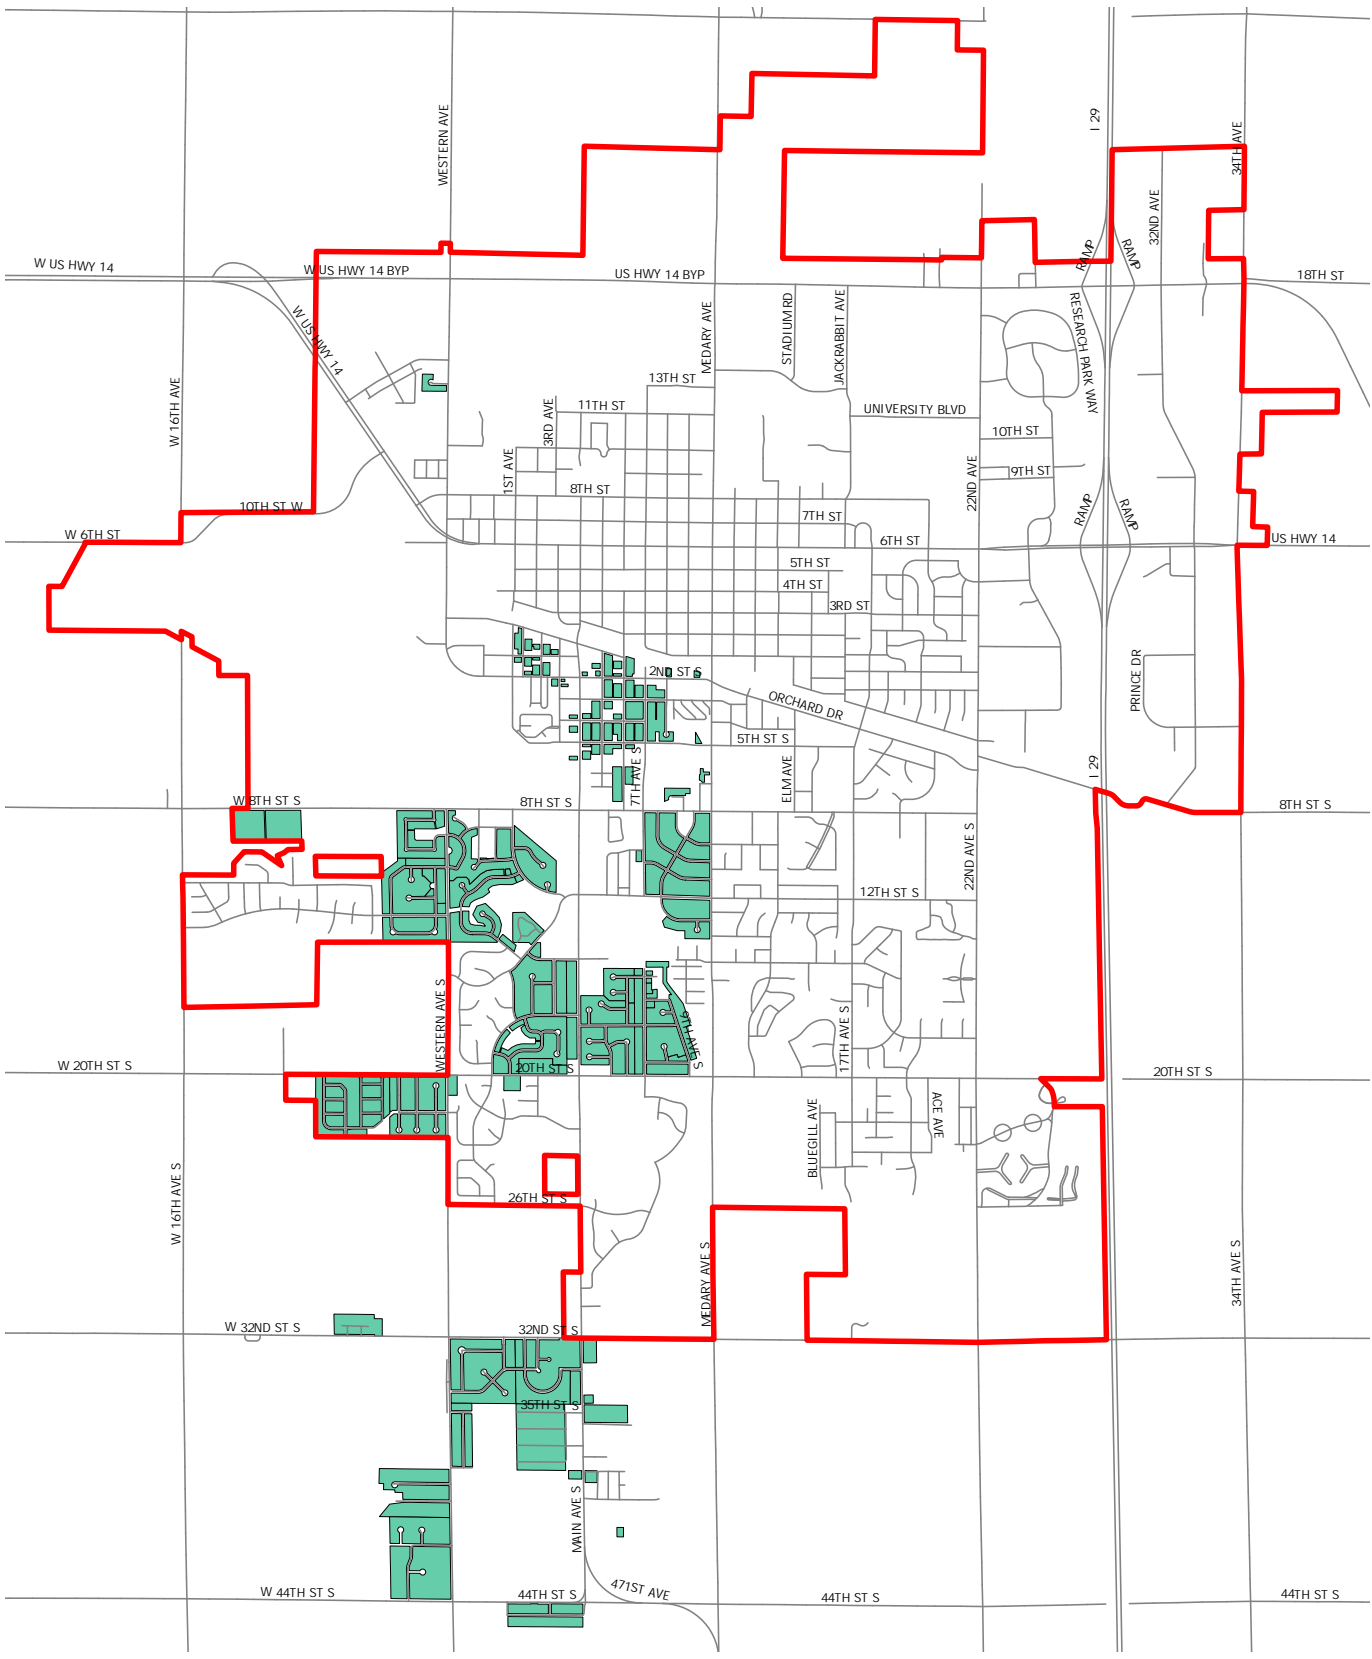 I 29
WESTERN AVE
34TH AVE
32ND AVE
W US HWY 14
W US HWY 14 BYP
US HWY 14 BYP
RAMP
RAMP
18TH ST
W US HWY 14
MEDARY AVE
STADIUM RD
JACKRABBIT AVE
RESEARCH PARK WAY
W 16TH AVE
13TH ST
3RD AVE
11TH ST
UNIVERSITY BLVD
10TH ST
1ST AVE
22ND AVE
9TH ST
8TH ST
RAMP
RAMP
10TH ST W
7TH ST
W 6TH ST
6TH ST
US HWY 14
5TH ST
4TH ST
3RD ST
2ND ST S
PRINCE DR
ORCHARD DR
5TH ST S
7TH AVE S
ELM AVE
I 29
W 8TH ST S
8TH ST S
8TH ST S
22ND AVE S
12TH ST S
WESTERN AVE S
9TH AVE S
17TH AVE S
W 20TH ST S
20TH ST S
20TH ST S
BLUEGILL AVE
ACE AVE
W 16TH AVE S
26TH ST S
MEDARY AVE S
34TH AVE S
W 32ND ST S
32ND ST S
35TH ST S
MAIN AVE S
W 44TH ST S
44TH ST S
471ST AVE
44TH ST S
44TH ST S